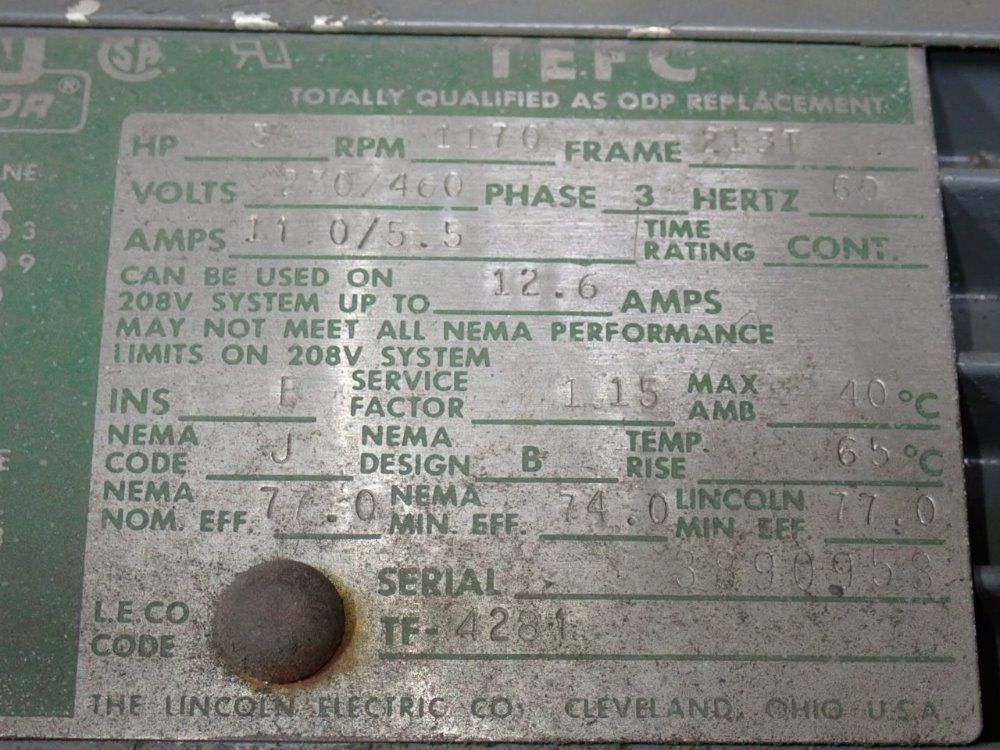 TEFC
TOTALLY QUALIFIED AS ODP REPLACEMENT
HP 3 RPM 1170 FRAME 213T
VOLTS 230/460 PHASE 3 HERTZ 60
AMPS 11.0/5.5 TIME RATING CONT.
CAN BE USED ON
208V SYSTEM UP TO 12.6 AMPS
MAY NOT MEET ALL NEMA PERFORMANCE
LIMITS ON 208V SYSTEM
INS SERVICE FACTOR 1.15 MAX AMB 40 °C
NEMA CODE J NEMA DESIGN B TEMP. RISE 65 °C
NEMA NOM. EFF. 77.0 NEMA MIN. EFF. 74.0 LINCOLN MIN. EFF. 77.0
SERIAL
L.E.CO CODE TF-4281
THE LINCOLN ELECTRIC CO. CLEVELAND, OHIO U.S.A.